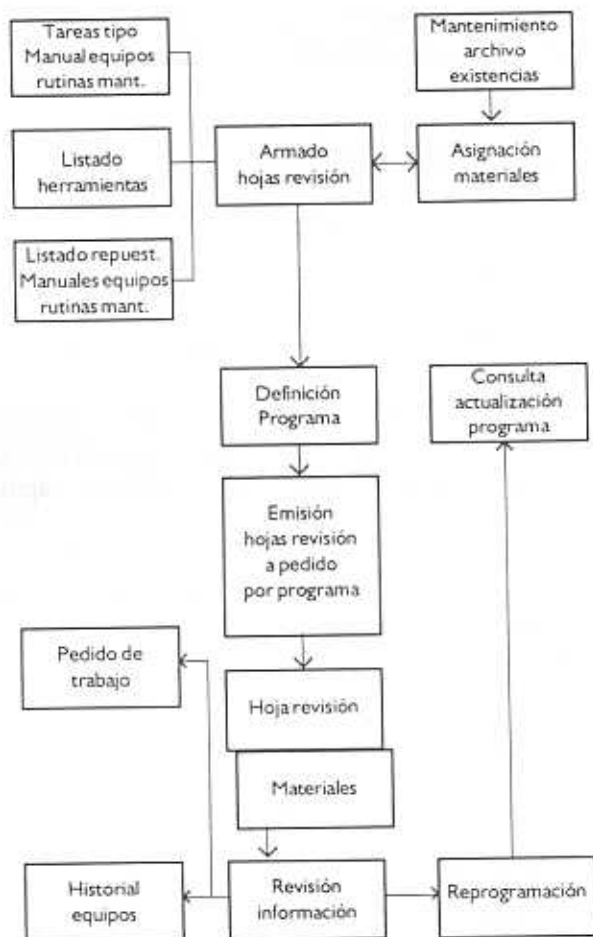 Tareas tipo
Manual equipos
rutinas mant.
Mantenimiento
archivo
existencias
Listado
herramientas
Armado
hojas revisión
Asignación
materiales
Listado repuest.
Manuales equipos
rutinas mant.
Definición
Programa
Consulta
actualización
programa
Emisión
hojas revisión
a pedido
por programa
Pedido de
trabajo
Hoja revisión
Materiales
Historial
equipos
Revisión
información
Reprogramación